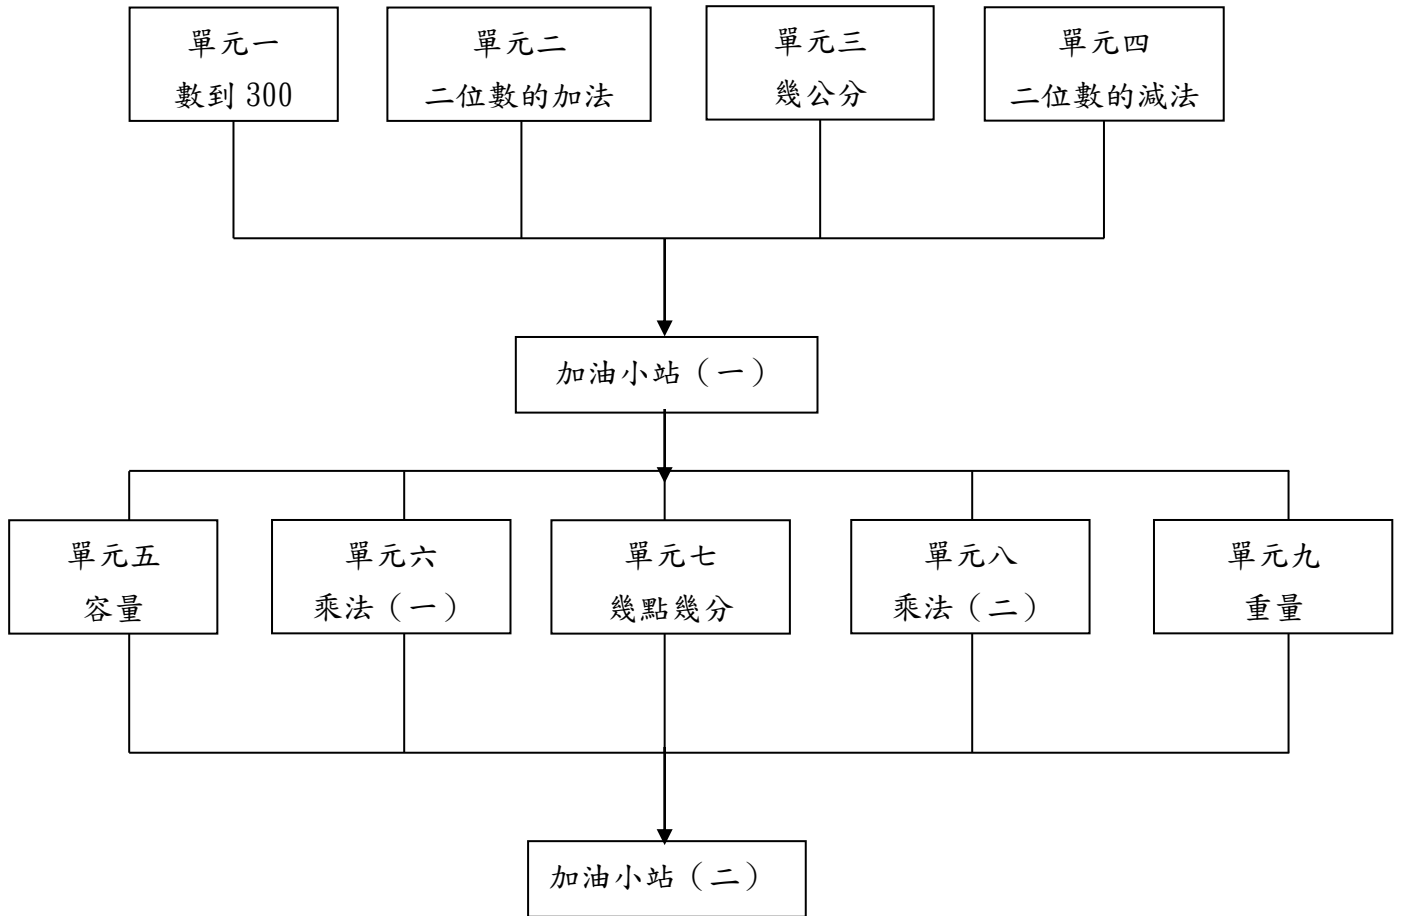 單元一
數到 300
單元二
二位數的加法
單元三
幾公分
單元四
二位數的減法
加油小站（一）
單元五
容量
單元六
乘法（一）
單元七
幾點幾分
單元八
乘法（二）
單元九
重量
加油小站（二）